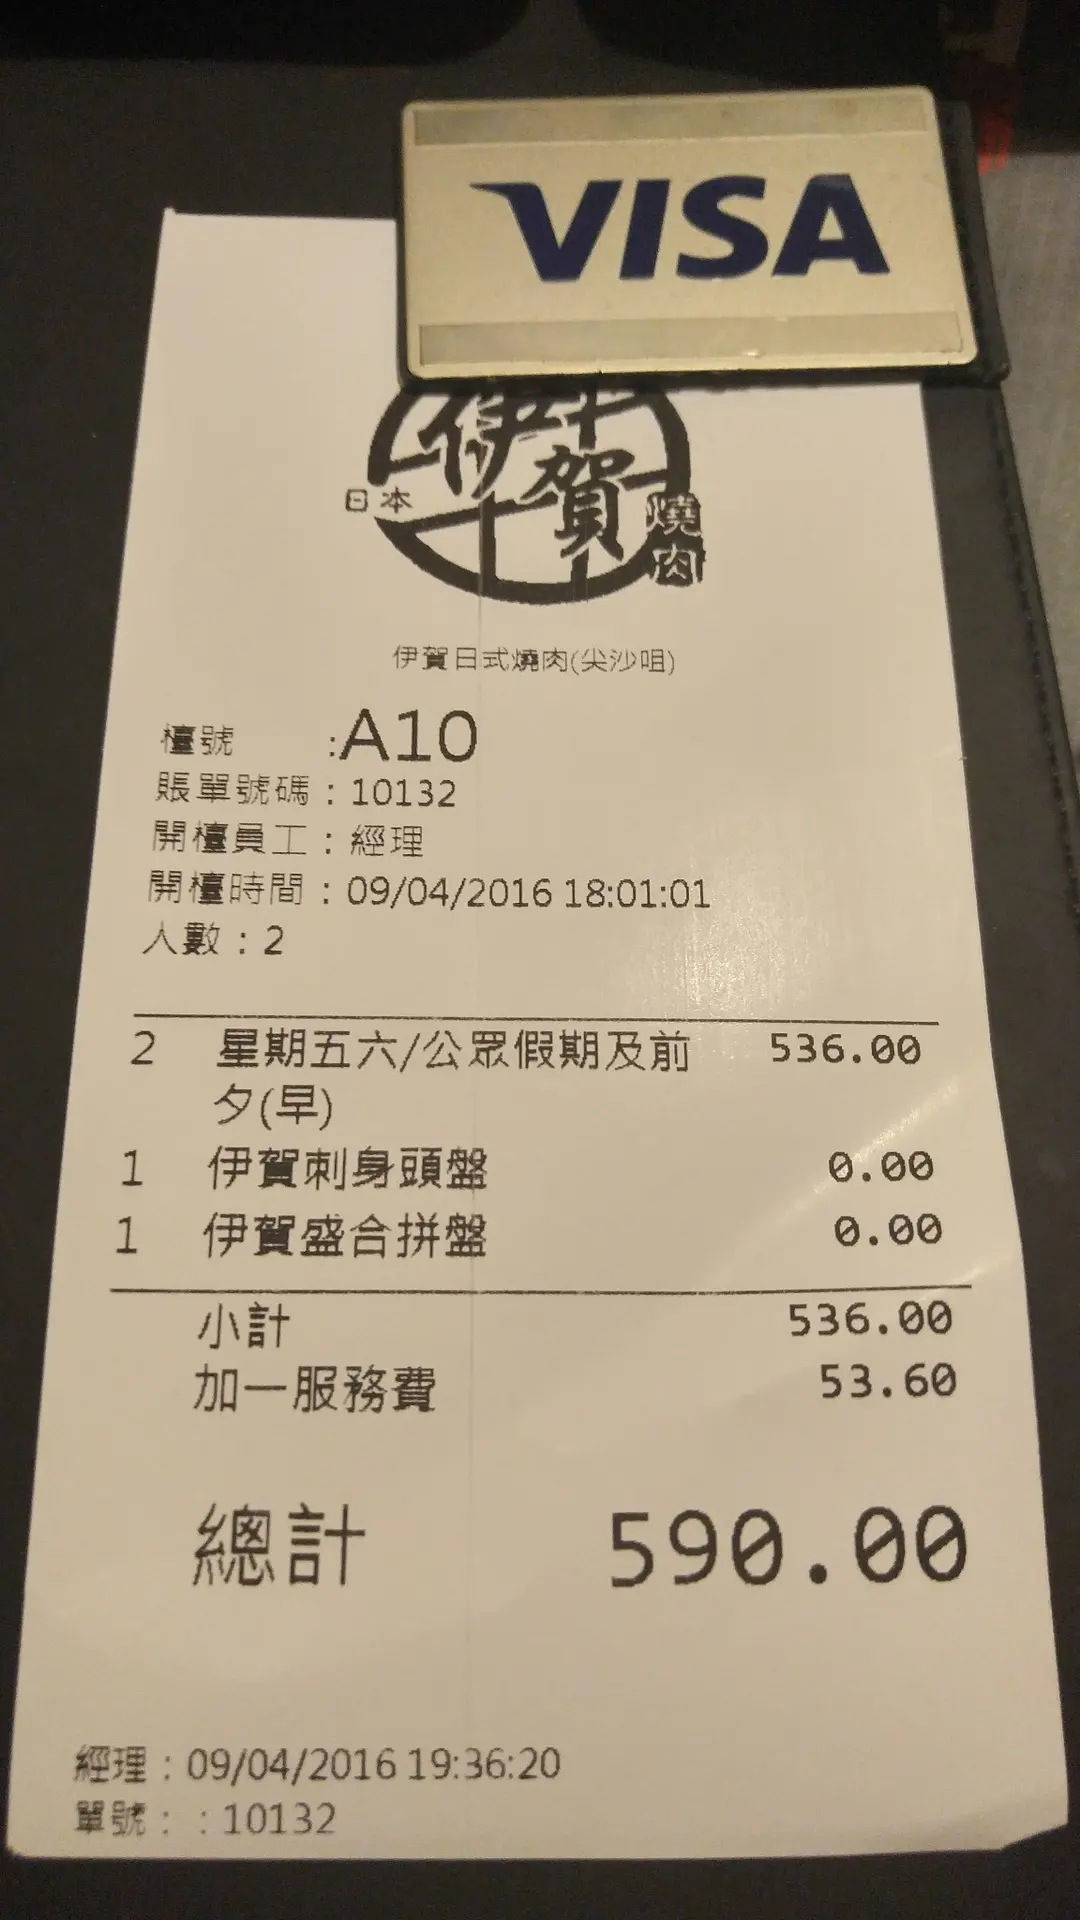 VISA
伊賀
日本
燒肉
伊賀日式燒肉(尖沙咀)
檯號 :A10
賬單號碼 : 10132
開檯員工 : 經理
開檯時間 : 09/04/2016 18:01:01
人數 : 2
2 星期五六/公眾假期及前 536.00
夕(早)
1 伊賀刺身頭盤 0.00
1 伊賀盛合拼盤 0.00
小計 536.00
加一服務費 53.60
總計 590.00
經理 : 09/04/2016 19:36:20
單號 : : 10132